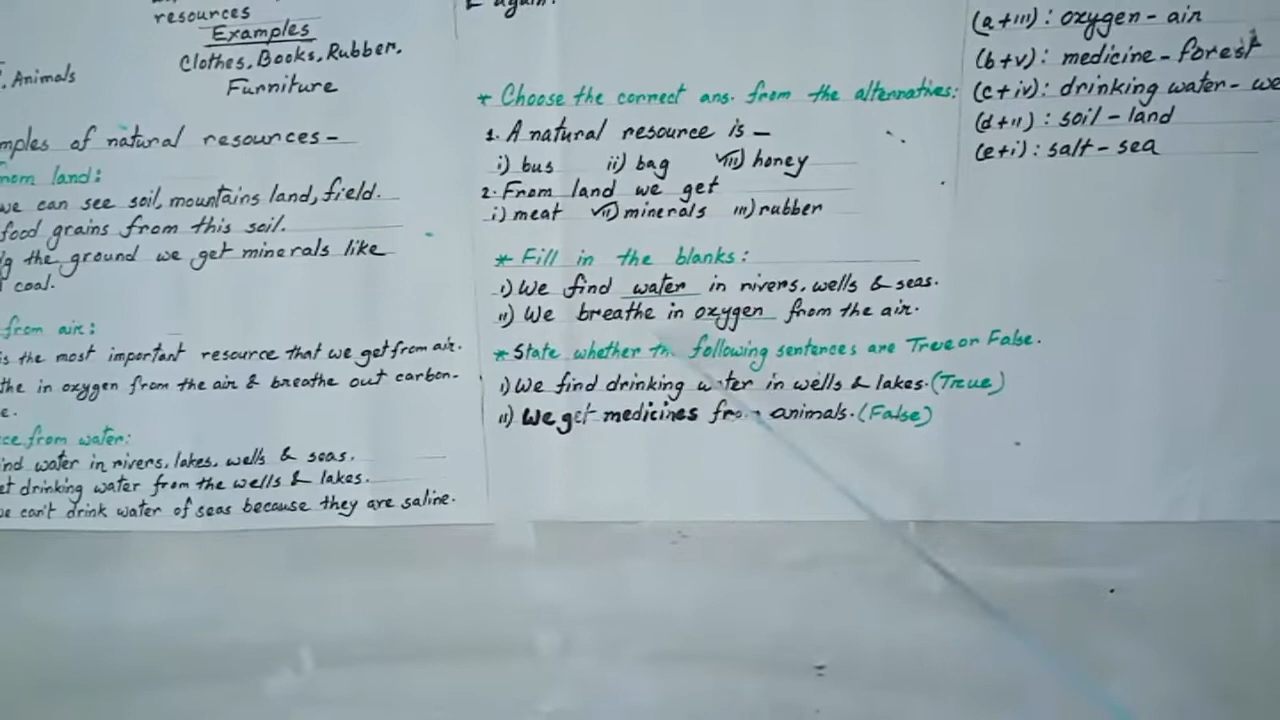 resources
Examples
Clothes, Books, Rubber,
Furniture
Animals
mples of natural resources -
land:
we can see soil, mountains land, field.
food grains from this soil.
g the ground we get minerals like
coal.
from air:
is the most important resource that we get from air.
the in oxygen from the air & breathe out carbon-
e.
ce from water:
ind water in rivers, lakes, wells & seas.
et drinking water from the wells & lakes.
we can't drink water of seas because they are saline.
again.
* Choose the correct ans. from the alternatives:
1. A natural resource is -
i) bus ii) bag iii) honey
2. From land we get
i) meat ii) minerals iii) rubber
* Fill in the blanks:
i) We find water in rivers, wells & seas.
ii) We breathe in oxygen from the air.
* State whether the following sentences are True or False.
i) We find drinking water in wells & lakes. (True)
ii) We get medicines from animals. (False)
(a+iii): oxygen - air
(b+v): medicine - forest
(c+iv): drinking water - we
(d+ii): soil - land
(e+i): salt - sea